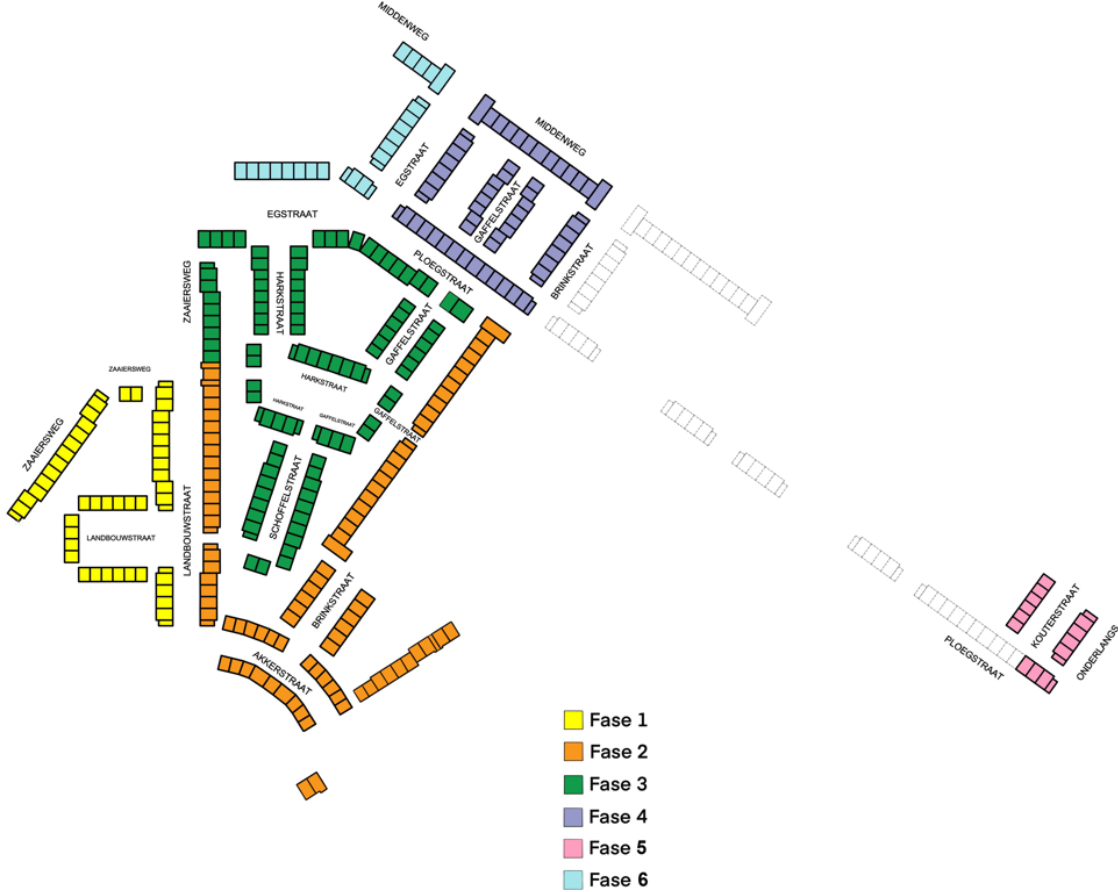 MIDDENWEG
MIDDENWEG
EGSTRAAT
GAFFELSTRAAT
EGSTRAAT
PLOEGSTRAAT
BRINKSTRAAT
ZAAIERSWEG
HARKSTRAAT
GAFFELSTRAAT
ZAAIERSWEG
HARKSTRAAT
HARKSTRAAT
GAFFELSTRAAT
GAFFELSTRAAT
ZAAIERSWEG
SCHOFFELSTRAAT
LANDBOUWSTRAAT
LANDBOUWSTRAAT
BRINKSTRAAT
AKKERSTRAAT
KOUTERSTRAAT
PLOEGSTRAAT
ONDERLANGS
Fase 1
Fase 2
Fase 3
Fase 4
Fase 5
Fase 6